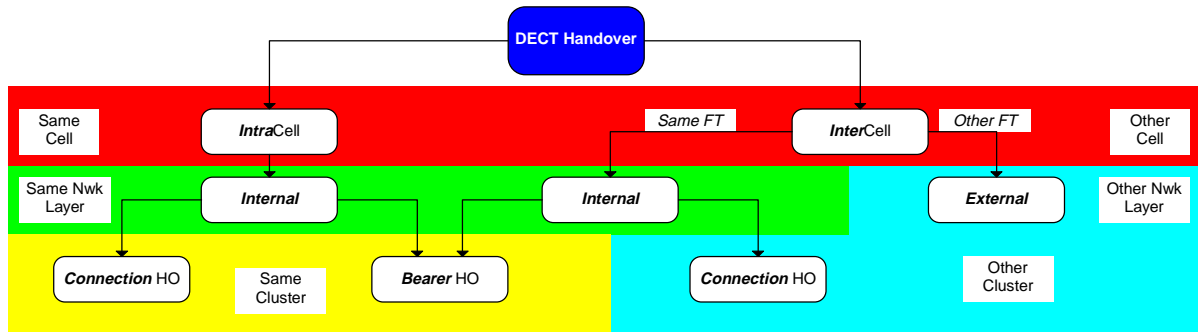 DECT Handover
Same
Cell
IntraCell
Same FT
InterCell
Other FT
Other
Cell
Same Nwk
Layer
Internal
Internal
External
Other Nwk
Layer
Connection HO
Same
Cluster
Bearer HO
Connection HO
Other
Cluster